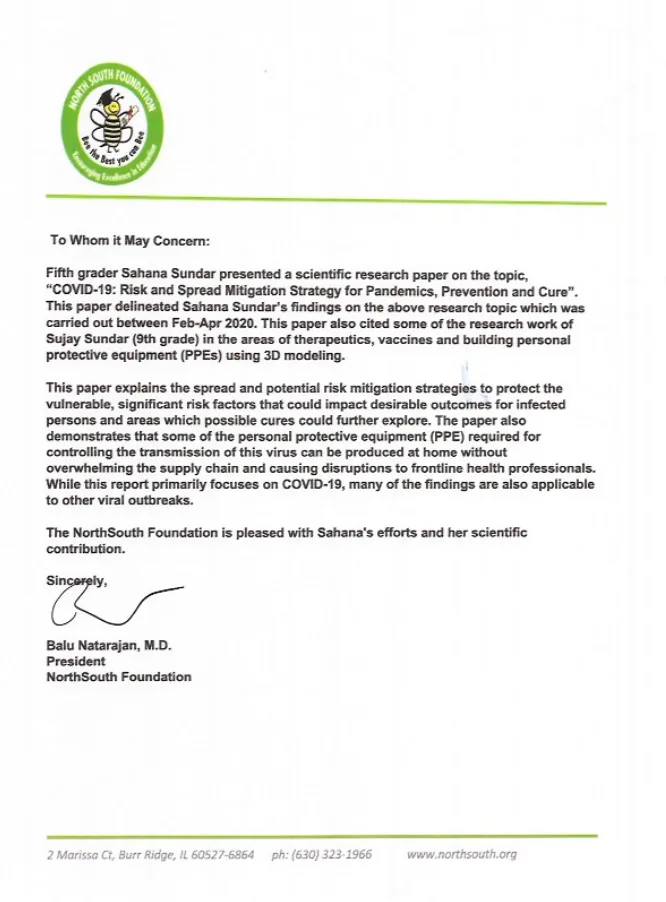 NORTH SOUTH FOUNDATION
Bee the Best you can Bee
Encouraging Excellence in Education
To Whom it May Concern:
Fifth grader Sahana Sundar presented a scientific research paper on the topic,
“COVID-19: Risk and Spread Mitigation Strategy for Pandemics, Prevention and Cure”.
This paper delineated Sahana Sundar's findings on the above research topic which was
carried out between Feb-Apr 2020. This paper also cited some of the research work of
Sujay Sundar (9th grade) in the areas of therapeutics, vaccines and building personal
protective equipment (PPEs) using 3D modeling.
This paper explains the spread and potential risk mitigation strategies to protect the
vulnerable, significant risk factors that could impact desirable outcomes for infected
persons and areas which possible cures could further explore. The paper also
demonstrates that some of the personal protective equipment (PPE) required for
controlling the transmission of this virus can be produced at home without
overwhelming the supply chain and causing disruptions to frontline health professionals.
While this report primarily focuses on COVID-19, many of the findings are also applicable
to other viral outbreaks.
The NorthSouth Foundation is pleased with Sahana's efforts and her scientific
contribution.
Sincerely,
Balu Natarajan, M.D.
President
NorthSouth Foundation
2 Marissa Ct, Burr Ridge, IL 60527-6864 ph: (630) 323-1966 www.northsouth.org